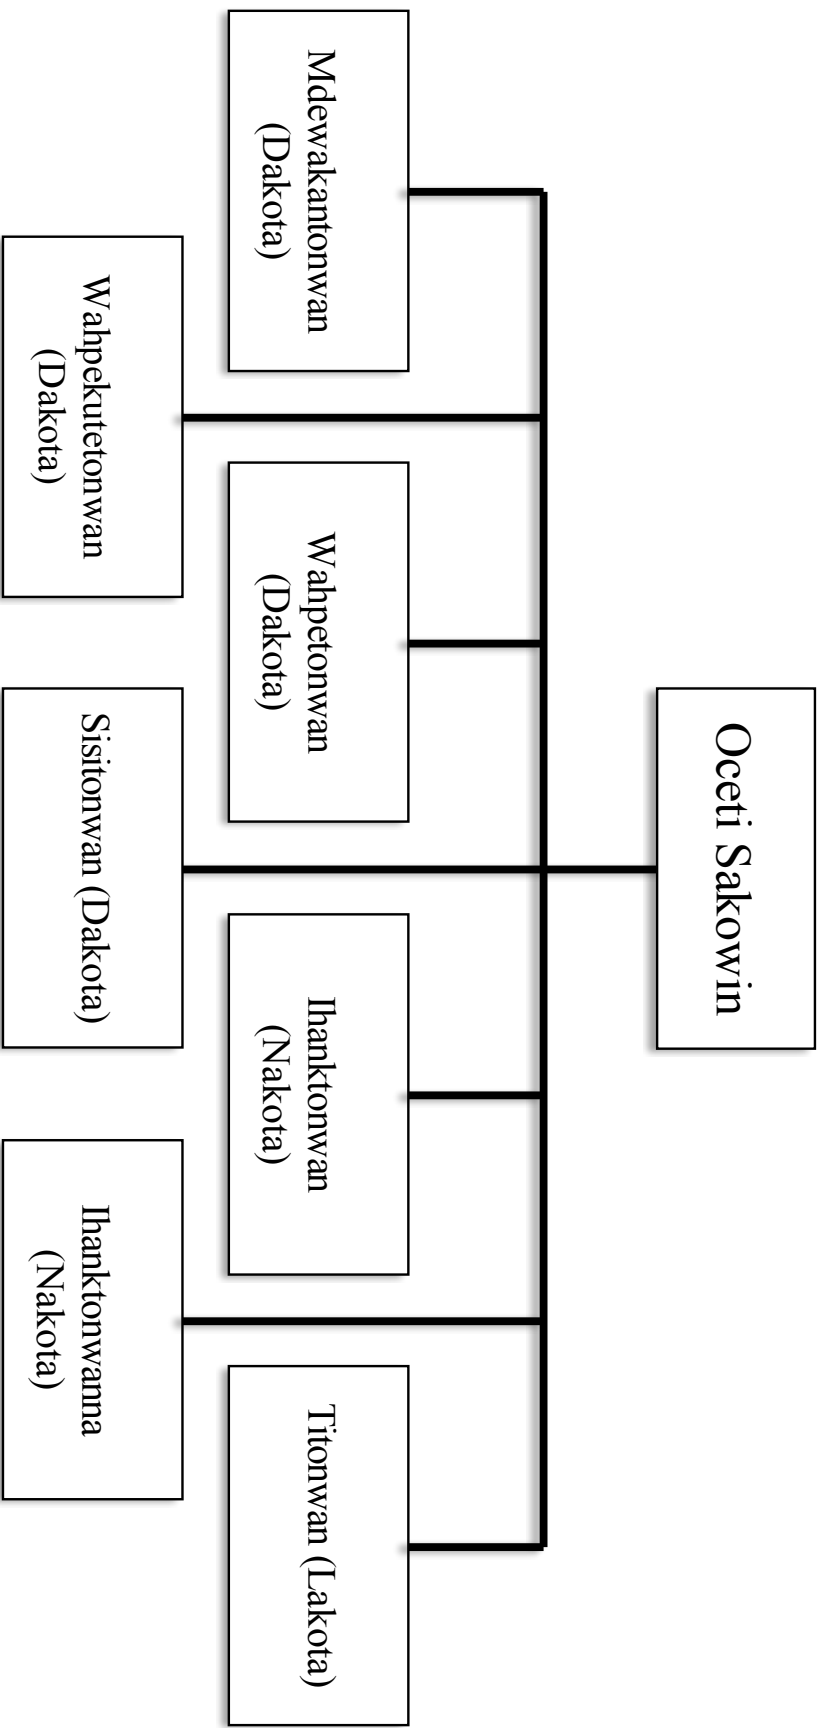 Oceti Sakowin
Mdewakantonwan
(Dakota)
Wahpekutetonwan
(Dakota)
Wahpetonwan
(Dakota)
Sisitonwan (Dakota)
Ihanktonwan
(Nakota)
Ihanktonwanna
(Nakota)
Titonwan (Lakota)